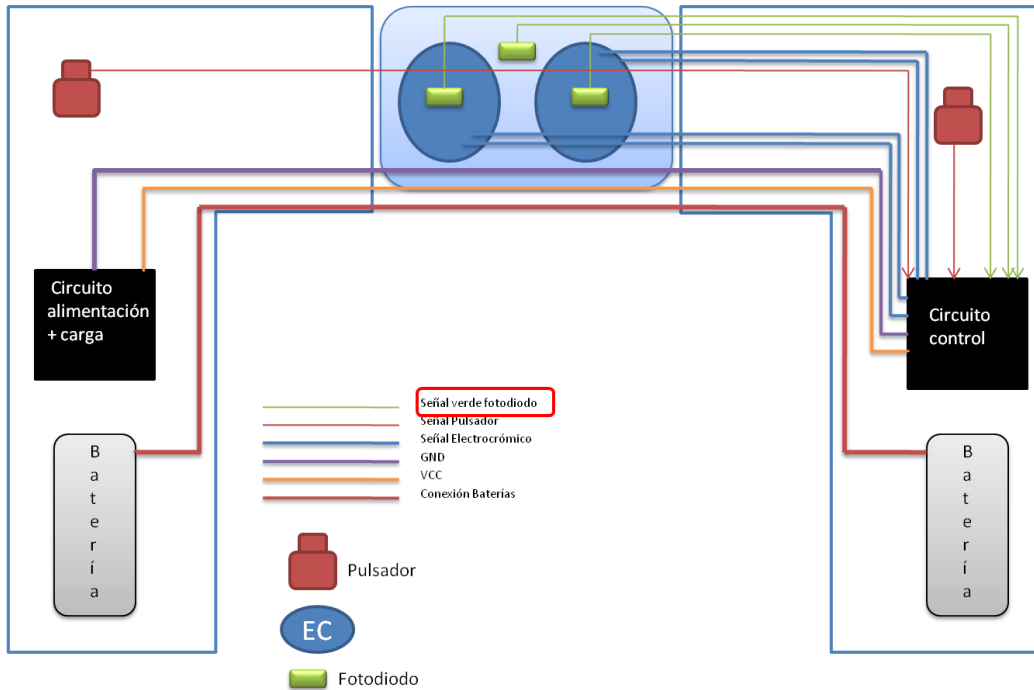 Circuito
alimentación
+ carga
Circuito
control
Señal verde fotodiodo
Señal Pulsador
Señal Electrocrómico
GND
VCC
Conexión Baterías
B
a
t
e
r
í
a
B
a
t
e
r
í
a
Pulsador
EC
Fotodiodo